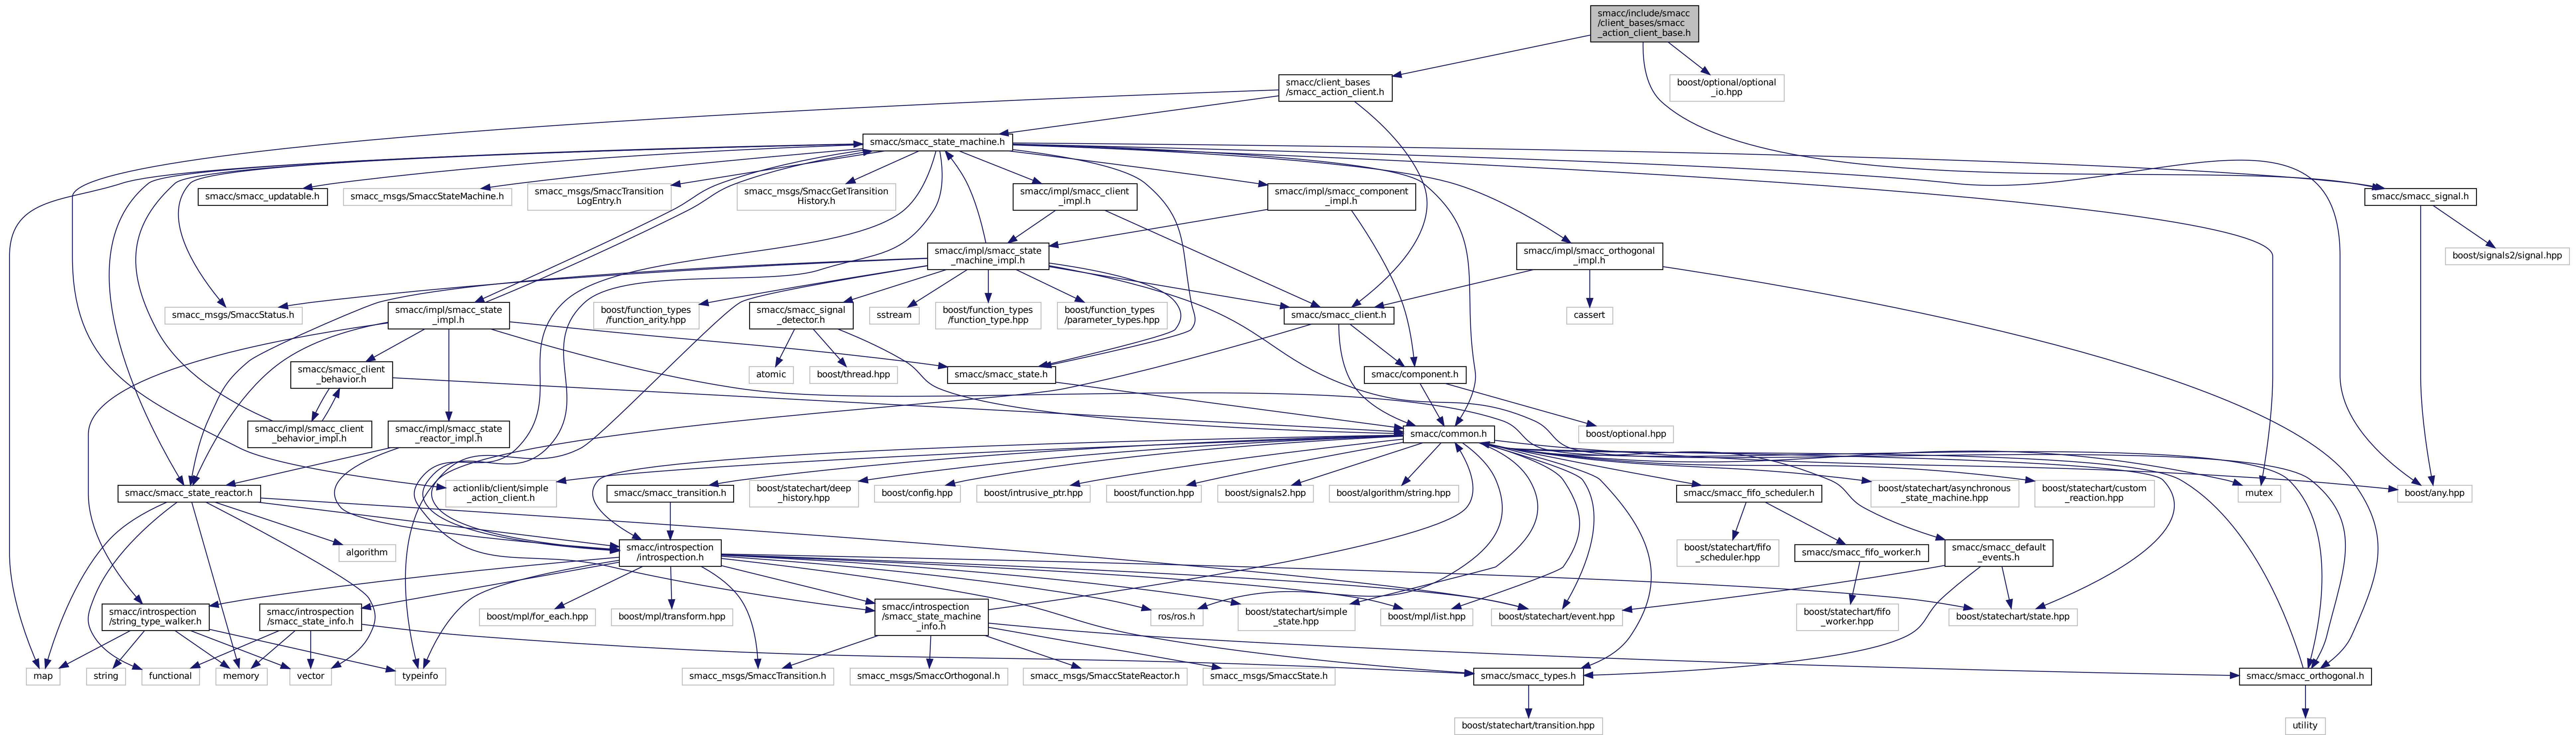 smacc/include/smacc
/client_bases/smacc
_action_client_base.h
smacc/client_bases
/smacc_action_client.h
boost/optional/optional
_io.hpp
smacc/smacc_state_machine.h
smacc/smacc_updatable.h
smacc_msgs/SmaccStateMachine.h
smacc_msgs/SmaccTransition
LogEntry.h
smacc_msgs/SmaccGetTransition
History.h
smacc/impl/smacc_client
_impl.h
smacc/impl/smacc_component
_impl.h
smacc/smacc_signal.h
smacc/impl/smacc_state
_machine_impl.h
smacc/impl/smacc_orthogonal
_impl.h
boost/signals2/signal.hpp
smacc_msgs/SmaccStatus.h
smacc/impl/smacc_state
_impl.h
boost/function_types
/function_arity.hpp
smacc/smacc_signal
_detector.h
sstream
boost/function_types
/function_type.hpp
boost/function_types
/parameter_types.hpp
smacc/smacc_client.h
cassert
smacc/smacc_client
_behavior.h
atomic
boost/thread.hpp
smacc/smacc_state.h
smacc/component.h
smacc/impl/smacc_client
_behavior_impl.h
smacc/impl/smacc_state
_reactor_impl.h
smacc/common.h
boost/optional.hpp
smacc/smacc_state_reactor.h
actionlib/client/simple
_action_client.h
smacc/smacc_transition.h
boost/statechart/deep
_history.hpp
boost/config.hpp
boost/intrusive_ptr.hpp
boost/function.hpp
boost/signals2.hpp
boost/algorithm/string.hpp
smacc/smacc_fifo_scheduler.h
boost/statechart/asynchronous
_state_machine.hpp
boost/statechart/custom
_reaction.hpp
mutex
boost/any.hpp
algorithm
smacc/introspection
/introspection.h
boost/statechart/fifo
_scheduler.hpp
smacc/smacc_fifo_worker.h
smacc/smacc_default
_events.h
smacc/introspection
/string_type_walker.h
smacc/introspection
/smacc_state_info.h
boost/mpl/for_each.hpp
boost/mpl/transform.hpp
smacc/introspection
/smacc_state_machine
_info.h
ros/ros.h
boost/statechart/simple
_state.hpp
boost/mpl/list.hpp
boost/statechart/event.hpp
boost/statechart/fifo
_worker.hpp
boost/statechart/state.hpp
map
string
functional
memory
vector
typeinfo
smacc_msgs/SmaccTransition.h
smacc_msgs/SmaccOrthogonal.h
smacc_msgs/SmaccStateReactor.h
smacc_msgs/SmaccState.h
smacc/smacc_types.h
smacc/smacc_orthogonal.h
boost/statechart/transition.hpp
utility